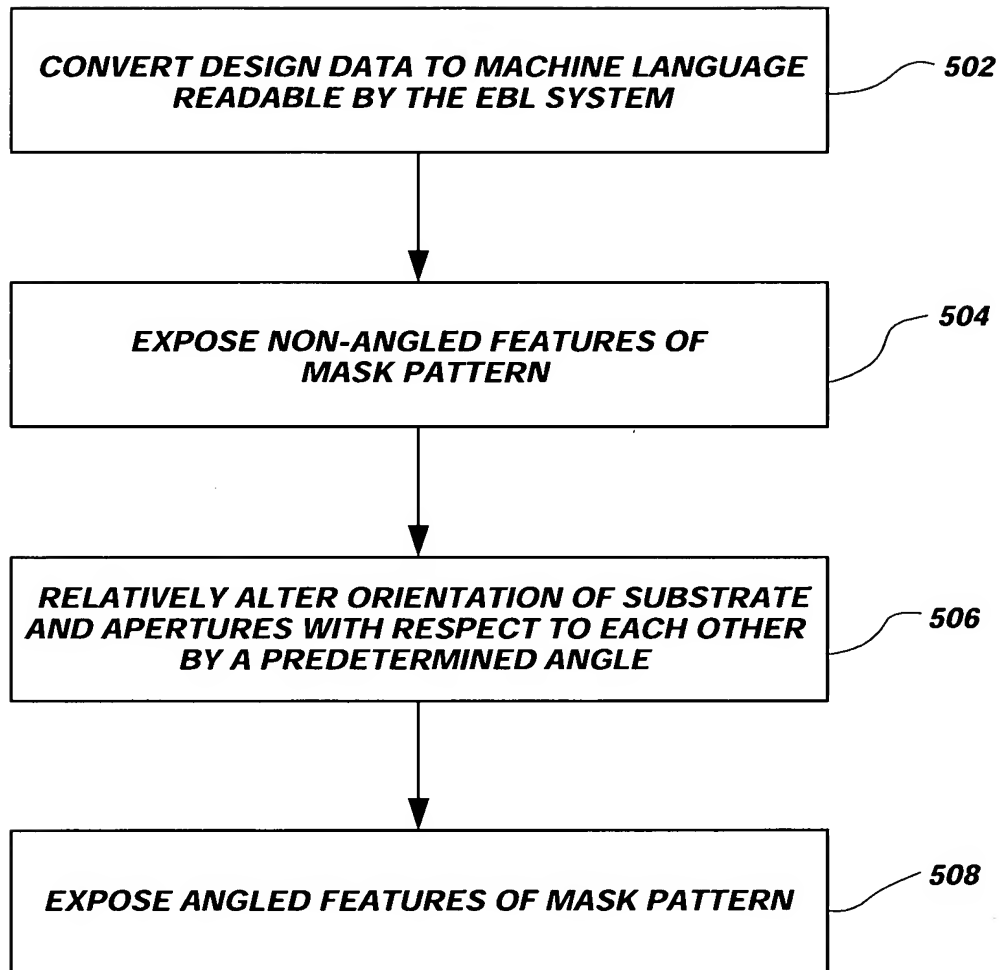 CONVERT DESIGN DATA TO MACHINE LANGUAGE
READABLE BY THE EBL SYSTEM
502
EXPOSE NON-ANGLED FEATURES OF
MASK PATTERN
504
RELATIVELY ALTER ORIENTATION OF SUBSTRATE
AND APERTURES WITH RESPECT TO EACH OTHER
BY A PREDETERMINED ANGLE
506
EXPOSE ANGLED FEATURES OF MASK PATTERN
508